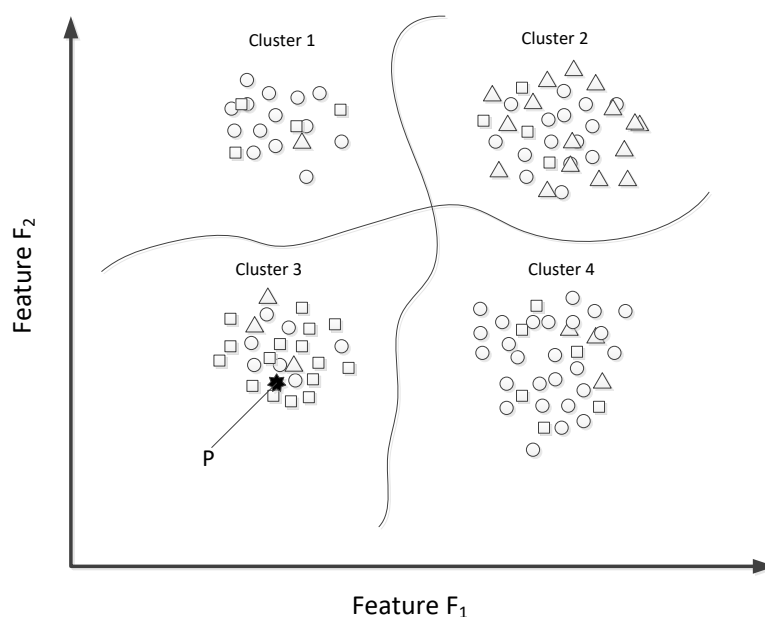 Cluster 1
Cluster 2
Feature F₂
Cluster 3
Cluster 4
P
Feature F₁